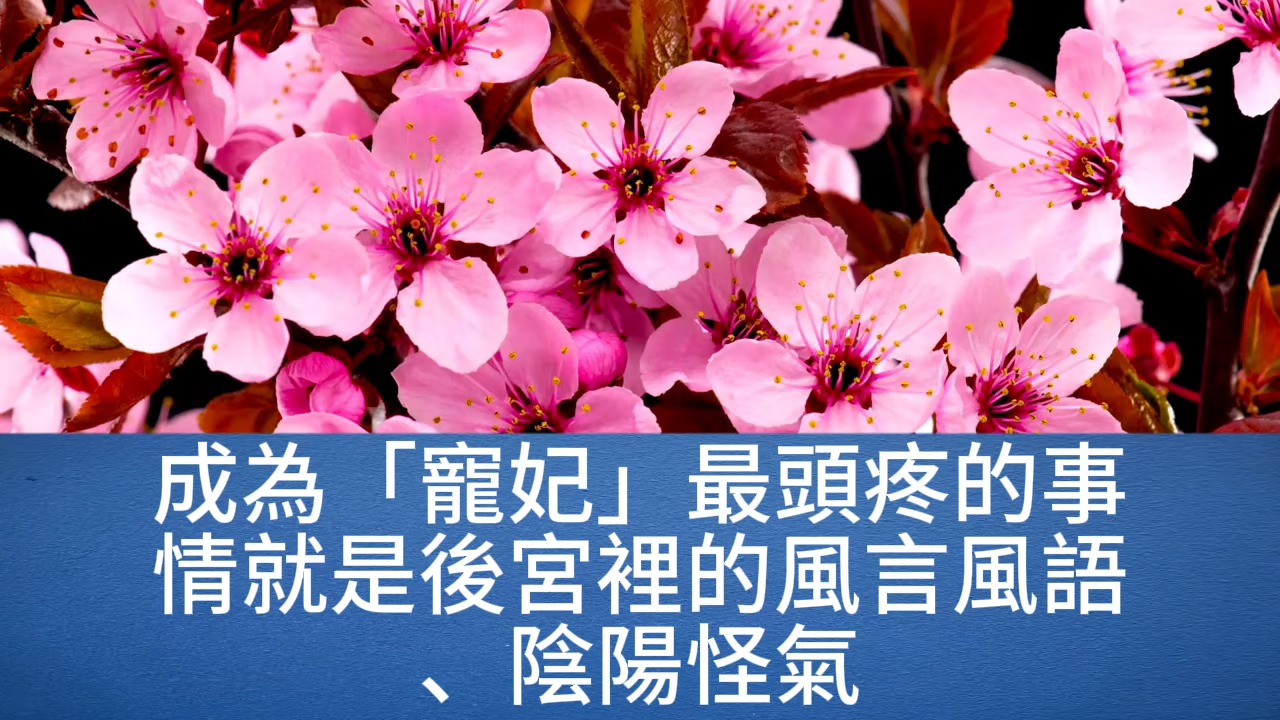 成為「寵妃」最頭疼的事
情就是後宮裡的風言風語
、陰陽怪氣